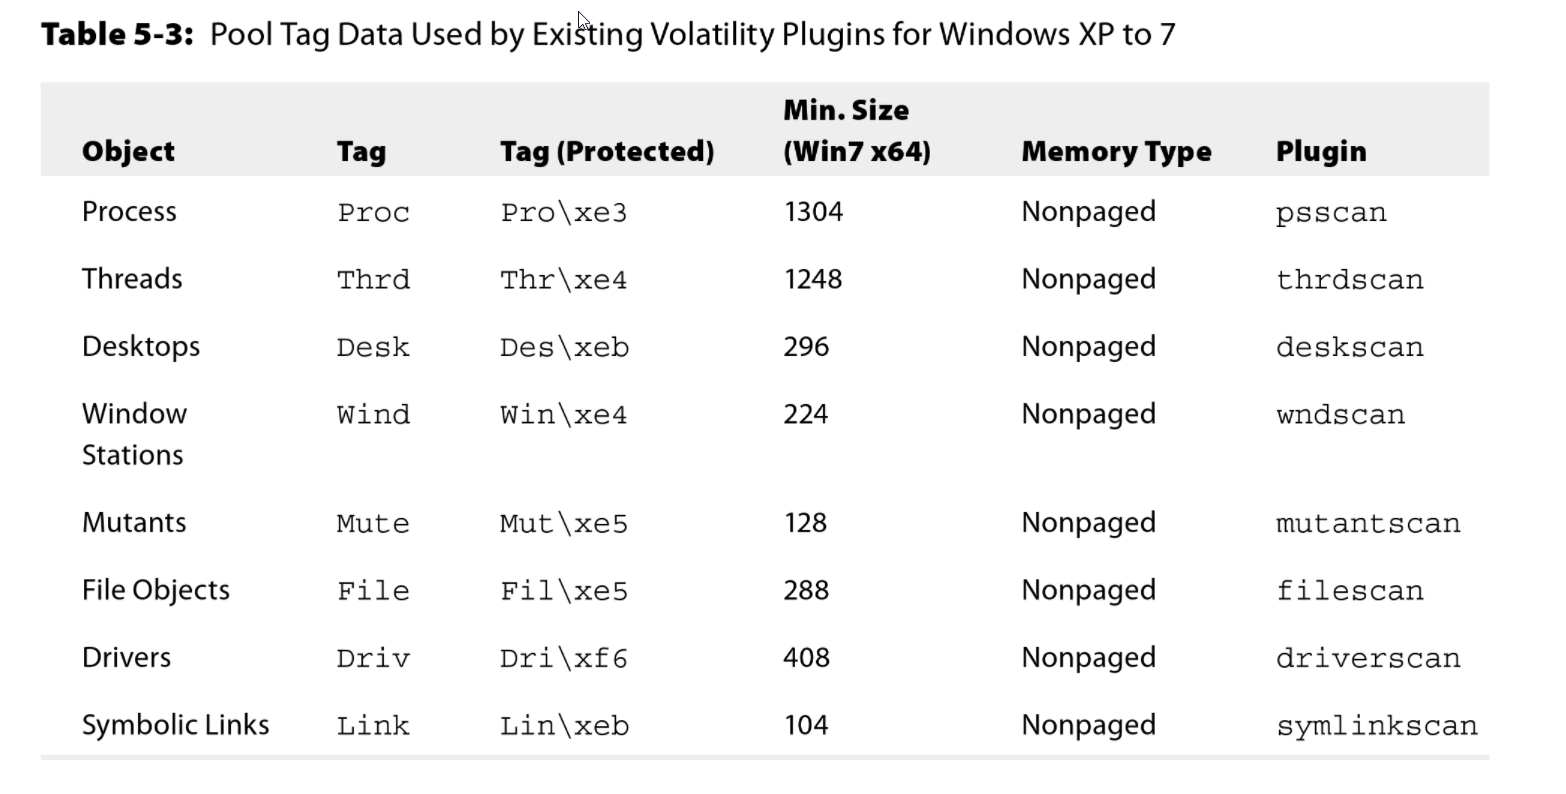 Table 5-3: Pool Tag Data Used by Existing Volatility Plugins for Windows XP to 7
Object Tag Tag (Protected) Min. Size (Win7 x64) Memory Type Plugin
Process Proc Pro\xe3 1304 Nonpaged psscan
Threads Thrd Thr\xe4 1248 Nonpaged thrdscan
Desktops Desk Des\xeb 296 Nonpaged deskscan
Window Stations Wind Win\xe4 224 Nonpaged wndscan
Mutants Mute Mut\xe5 128 Nonpaged mutantscan
File Objects File Fil\xe5 288 Nonpaged filescan
Drivers Driv Dri\xf6 408 Nonpaged driverscan
Symbolic Links Link Lin\xeb 104 Nonpaged symlinkscan